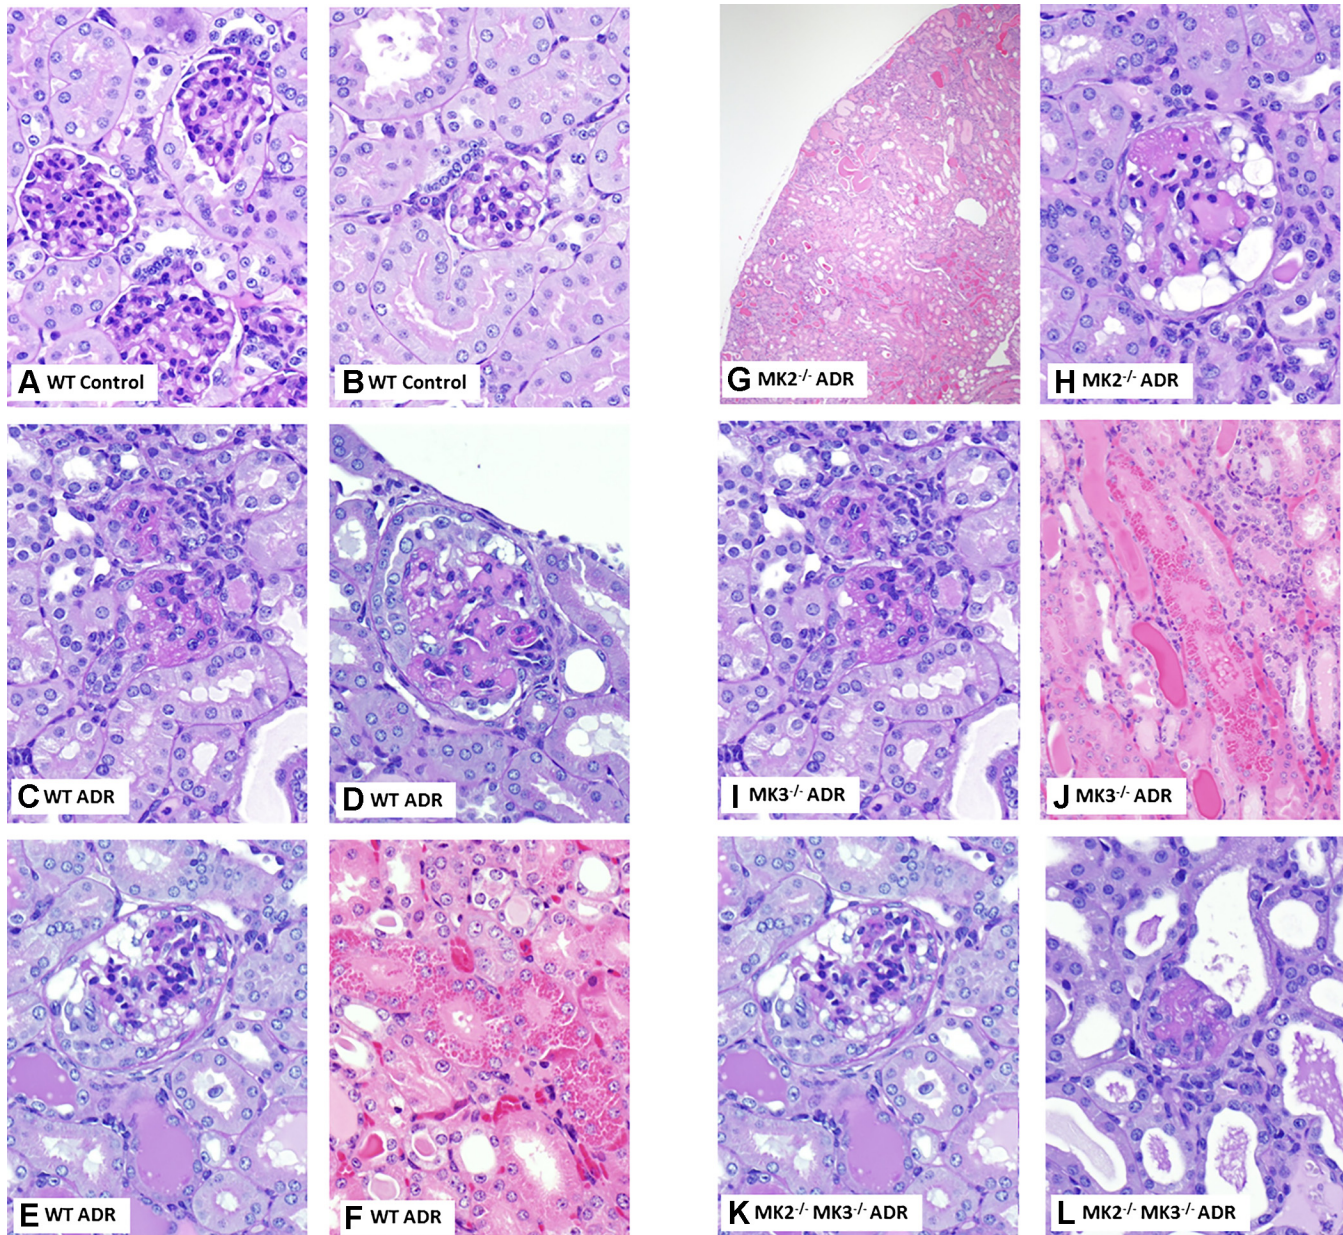 A WT Control
B WT Control
G MK2-/- ADR
H MK2-/- ADR
C WT ADR
D WT ADR
I MK3-/- ADR
J MK3-/- ADR
E WT ADR
F WT ADR
K MK2-/- MK3-/- ADR
L MK2-/- MK3-/- ADR